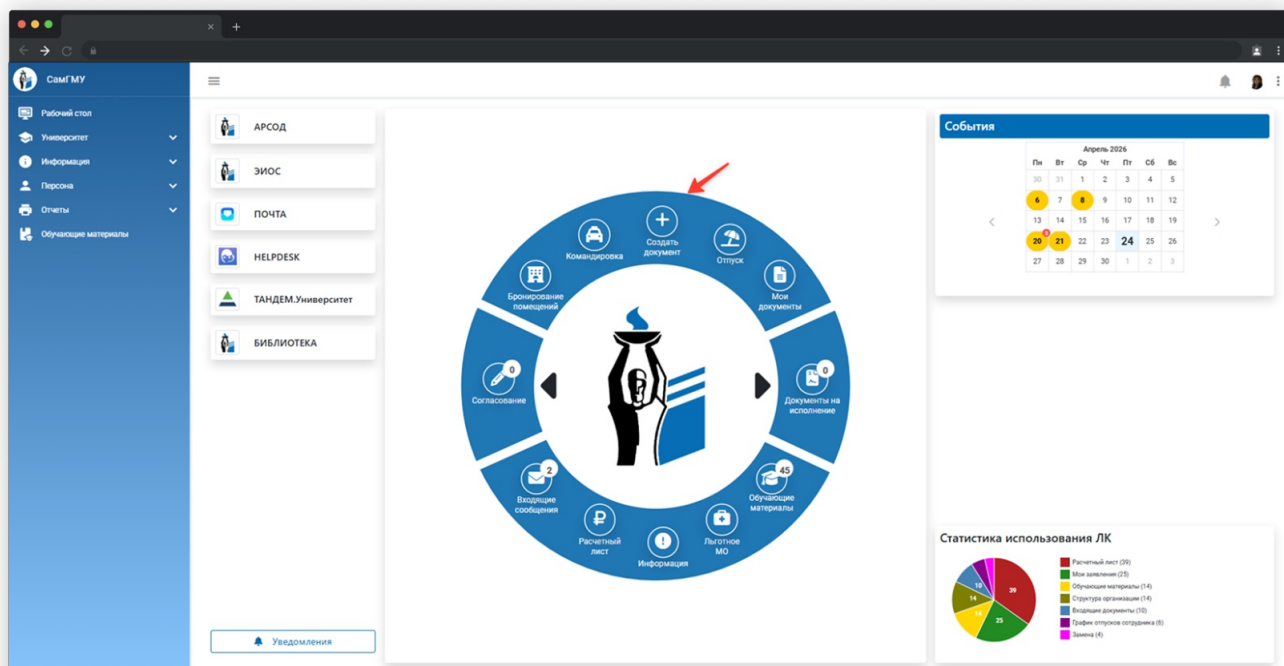 СамГМУ
Рабочий стол
Университет
Информация
Персона
Отчеты
Обучающие материалы
АРСОД
ЭИОС
ПОЧТА
HELPDESK
ТАНДЕМ.Университет
БИБЛИОТЕКА
Уведомления
Командировка
Создать
документ
Отпуск
Бронирование
помещений
Мои
документы
0
Согласование
0
Документы на
исполнение
2
Входящие
сообщения
45
Обучающие
материалы
Расчетный
лист
Информация
Льготное
МО
События
Апрель 2026
Пн Вт Ср Чт Пт Сб Вс
30 31 1 2 3 4 5
6 7 8 9 10 11 12
13 14 15 16 17 18 19
20 21 22 23 24 25 26
27 28 29 30 1 2 3
Статистика использования ЛК
39
25
14
14
10
Расчетный лист (39)
Мои заявления (25)
Обучающие материалы (14)
Структура организации (14)
Входящие документы (10)
График отпусков сотрудника (6)
Замена (4)